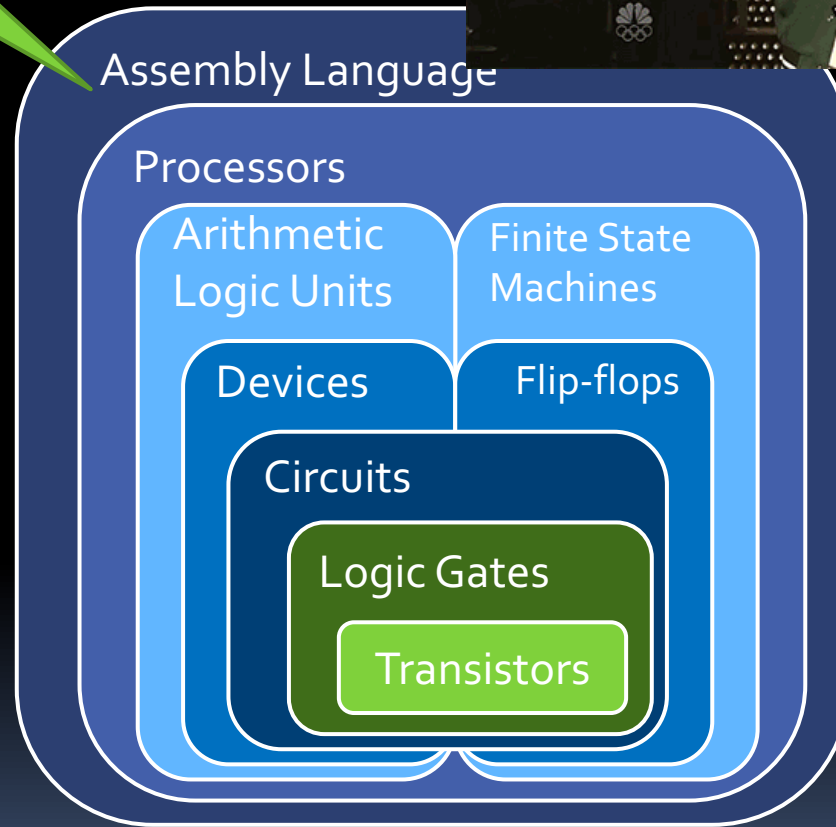 Assembly Language
Processors
Arithmetic
Logic Units
Finite State
Machines
Devices
Flip-flops
Circuits
Logic Gates
Transistors